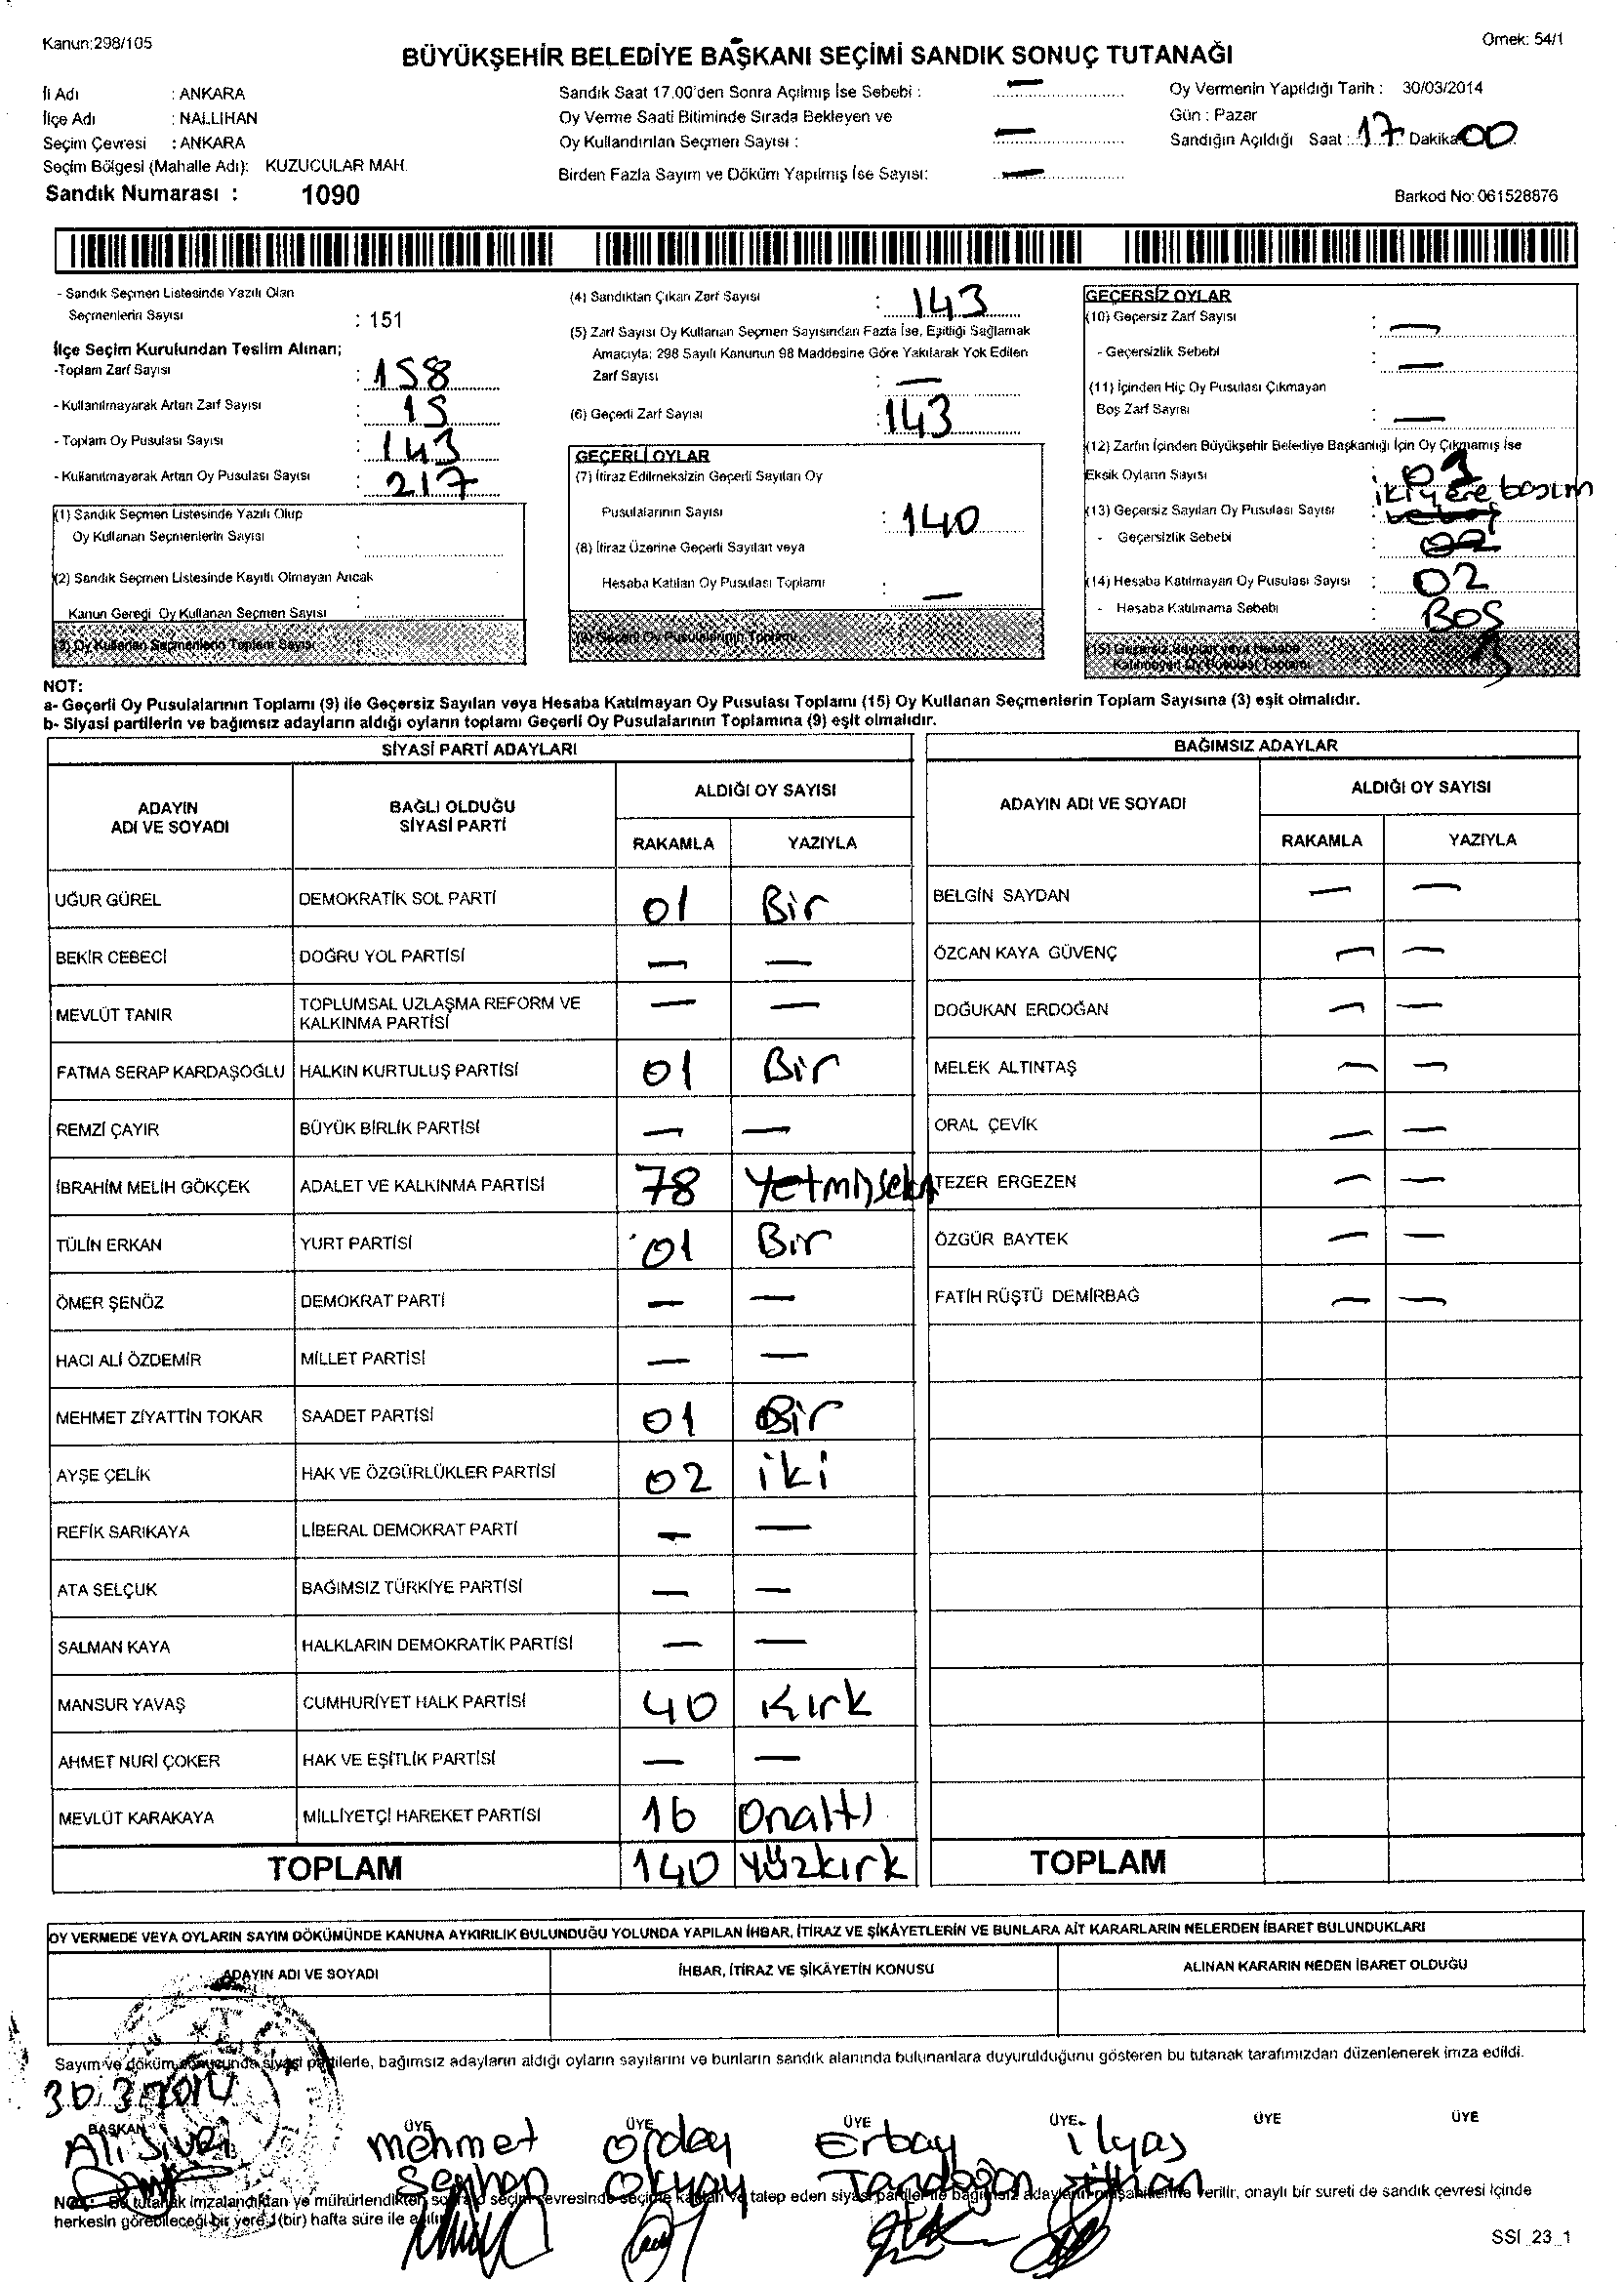 Kanun:298/105
Örnek: 54/1
BÜYÜKŞEHİR BELEDİYE BAŞKANI SEÇİMİ SANDIK SONUÇ TUTANAĞI
İl Adı : ANKARA
İlçe Adı : NALLIHAN
Seçim Çevresi : ANKARA
Seçim Bölgesi (Mahalle Adı): KUZUCULAR MAH.
Sandık Numarası : 1090
Sandık Saat 17.00'den Sonra Açılmış İse Sebebi : —
Oy Verme Saati Bitiminde Sırada Bekleyen ve
Oy Kullandırılan Seçmen Sayısı : —
Birden Fazla Sayım ve Döküm Yapılmış İse Sayısı: —
Oy Vermenin Yapıldığı Tarih : 30/03/2014
Gün : Pazar
Sandığın Açıldığı Saat : 17 Dakika 00
Barkod No: 061528876
- Sandık Seçmen Listesinde Yazılı Olan
Seçmenlerin Sayısı : 151
İlçe Seçim Kurulundan Teslim Alınan;
-Toplam Zarf Sayısı : 158
- Kullanılmayarak Artan Zarf Sayısı : 15
- Toplam Oy Pusulası Sayısı : 143
- Kullanılmayarak Artan Oy Pusulası Sayısı : 217
(1) Sandık Seçmen Listesinde Yazılı Olup
Oy Kullanan Seçmenlerin Sayısı :
(2) Sandık Seçmen Listesinde Kayıtlı Olmayan Ancak
Kanun Gereği Oy Kullanan Seçmen Sayısı :
(3) Oy Kullanan Seçmenlerin Toplam Sayısı
(4) Sandıktan Çıkan Zarf Sayısı : 143
(5) Zarf Sayısı Oy Kullanan Seçmen Sayısından Fazla İse, Eşitliği Sağlamak
Amacıyla; 298 Sayılı Kanunun 98 Maddesine Göre Yakılarak Yok Edilen
Zarf Sayısı : —
(6) Geçerli Zarf Sayısı : 143
GEÇERLİ OYLAR
(7) İtiraz Edilmeksizin Geçerli Sayılan Oy
Pusulalarının Sayısı : 140
(8) İtiraz Üzerine Geçerli Sayılan veya
Hesaba Katılan Oy Pusulası Toplamı : —
(9) Geçerli Oy Pusulalarının Toplamı
GEÇERSİZ OYLAR
(10) Geçersiz Zarf Sayısı : —
- Geçersizlik Sebebi : —
(11) İçinden Hiç Oy Pusulası Çıkmayan
Boş Zarf Sayısı : —
(12) Zarfın İçinden Büyükşehir Belediye Başkanlığı İçin Oy Çıkmamış İse
Eksik Oyların Sayısı :
iki yere basım
(13) Geçersiz Sayılan Oy Pusulası Sayısı :
- Geçersizlik Sebebi :
(14) Hesaba Katılmayan Oy Pusulası Sayısı : 02
- Hesaba Katılmama Sebebi : BOŞ
(15) Geçersiz Sayılan veya Hesaba
Katılmayan Oy Pusulası Toplamı 3
NOT:
a- Geçerli Oy Pusulalarının Toplamı (9) ile Geçersiz Sayılan veya Hesaba Katılmayan Oy Pusulası Toplamı (15) Oy Kullanan Seçmenlerin Toplam Sayısına (3) eşit olmalıdır.
b- Siyasi partilerin ve bağımsız adayların aldığı oyların toplamı Geçerli Oy Pusulalarının Toplamına (9) eşit olmalıdır.
SİYASİ PARTİ ADAYLARI
ADAYIN ADI VE SOYADI BAĞLI OLDUĞU SİYASİ PARTİ ALDIĞI OY SAYISI
RAKAMLA YAZIYLA
UĞUR GÜREL DEMOKRATİK SOL PARTİ 01 Bir
BEKİR CEBECİ DOĞRU YOL PARTİSİ — —
MEVLÜT TANIR TOPLUMSAL UZLAŞMA REFORM VE KALKINMA PARTİSİ — —
FATMA SERAP KARDAŞOĞLU HALKIN KURTULUŞ PARTİSİ 01 Bir
REMZİ ÇAYIR BÜYÜK BİRLİK PARTİSİ — —
İBRAHİM MELİH GÖKÇEK ADALET VE KALKINMA PARTİSİ 78 Yetmişsekiz
TÜLİN ERKAN YURT PARTİSİ 01 Bir
ÖMER ŞENÖZ DEMOKRAT PARTİ — —
HACI ALİ ÖZDEMİR MİLLET PARTİSİ — —
MEHMET ZİYATTİN TOKAR SAADET PARTİSİ 01 Bir
AYŞE ÇELİK HAK VE ÖZGÜRLÜKLER PARTİSİ 02 iki
REFİK SARIKAYA LİBERAL DEMOKRAT PARTİ — —
ATA SELÇUK BAĞIMSIZ TÜRKİYE PARTİSİ — —
SALMAN KAYA HALKLARIN DEMOKRATİK PARTİSİ — —
MANSUR YAVAŞ CUMHURİYET HALK PARTİSİ 40 Kırk
AHMET NURİ ÇOKER HAK VE EŞİTLİK PARTİSİ — —
MEVLÜT KARAKAYA MİLLİYETÇİ HAREKET PARTİSİ 16 Onaltı
TOPLAM 140 Yüzkırk
BAĞIMSIZ ADAYLAR
ADAYIN ADI VE SOYADI ALDIĞI OY SAYISI
RAKAMLA YAZIYLA
BELGİN SAYDAN — —
ÖZCAN KAYA GÜVENÇ — —
DOĞUKAN ERDOĞAN — —
MELEK ALTINTAŞ — —
ORAL ÇEVİK — —
TEZER ERGEZEN — —
ÖZGÜR BAYTEK — —
FATİH RÜŞTÜ DEMİRBAĞ — —
TOPLAM
OY VERMEDE VEYA OYLARIN SAYIM DÖKÜMÜNDE KANUNA AYKIRILIK BULUNDUĞU YOLUNDA YAPILAN İHBAR, İTİRAZ VE ŞİKÂYETLERİN VE BUNLARA AİT KARARLARIN NELERDEN İBARET BULUNDUKLARI
ADAYIN ADI VE SOYADI İHBAR, İTİRAZ VE ŞİKÂYETİN KONUSU ALINAN KARARIN NEDEN İBARET OLDUĞU
Sayım ve döküm sonucunda siyasi partilerle, bağımsız adayların aldığı oyların sayılarını ve bunların sandık alanında bulunanlara duyurulduğunu gösteren bu tutanak tarafımızdan düzenlenerek imza edildi.
30.3.2014
BAŞKAN ÜYE ÜYE ÜYE ÜYE ÜYE ÜYE
Ali Sivri Mehmet Orday Erbay ilyas
Seyhan Okyay Tandoğan
NOT: Bu tutanak imzalandıktan ve mühürlendikten sonra o seçim çevresinde seçime katılan ve talep eden siyasi partiler ile bağımsız adayların müşahitlerine verilir, onaylı bir sureti de sandık çevresi içinde
herkesin görebileceği bir yere 1(bir) hafta süre ile asılır.
SSİ_23_1